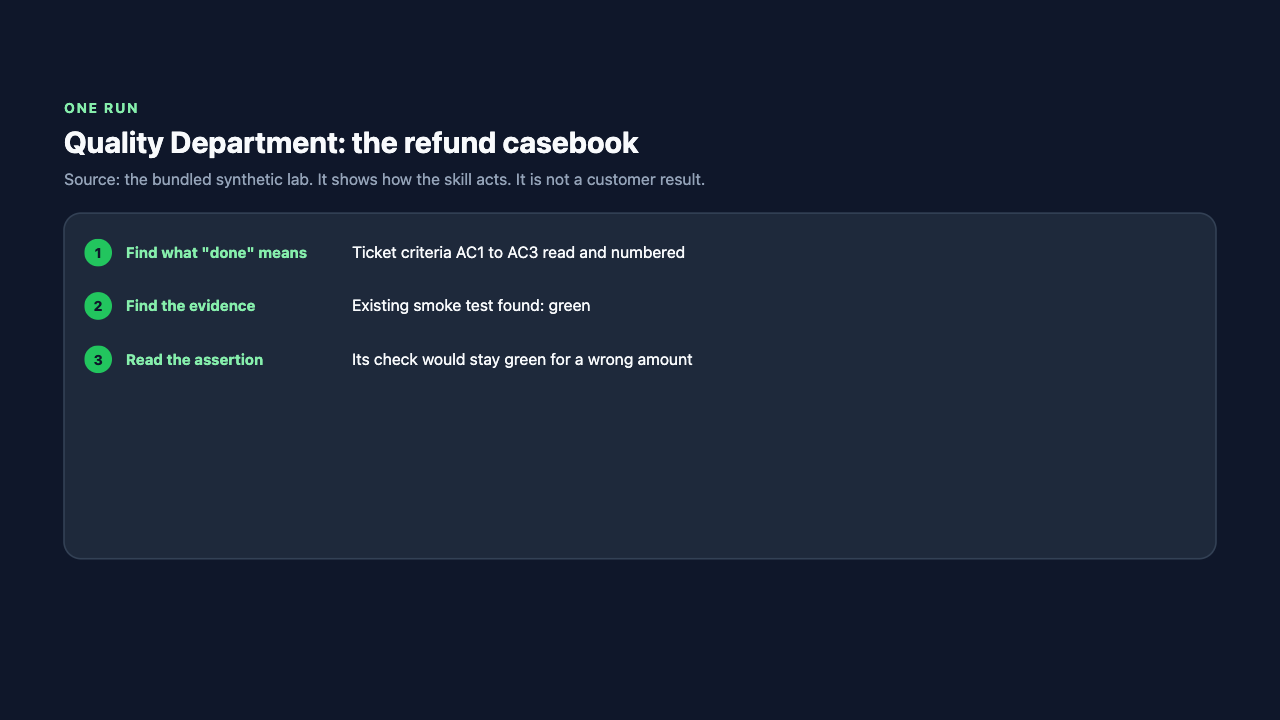 ONE RUN
Quality Department: the refund casebook
Source: the bundled synthetic lab. It shows how the skill acts. It is not a customer result.
1 Find what "done" means Ticket criteria AC1 to AC3 read and numbered
2 Find the evidence Existing smoke test found: green
3 Read the assertion Its check would stay green for a wrong amount